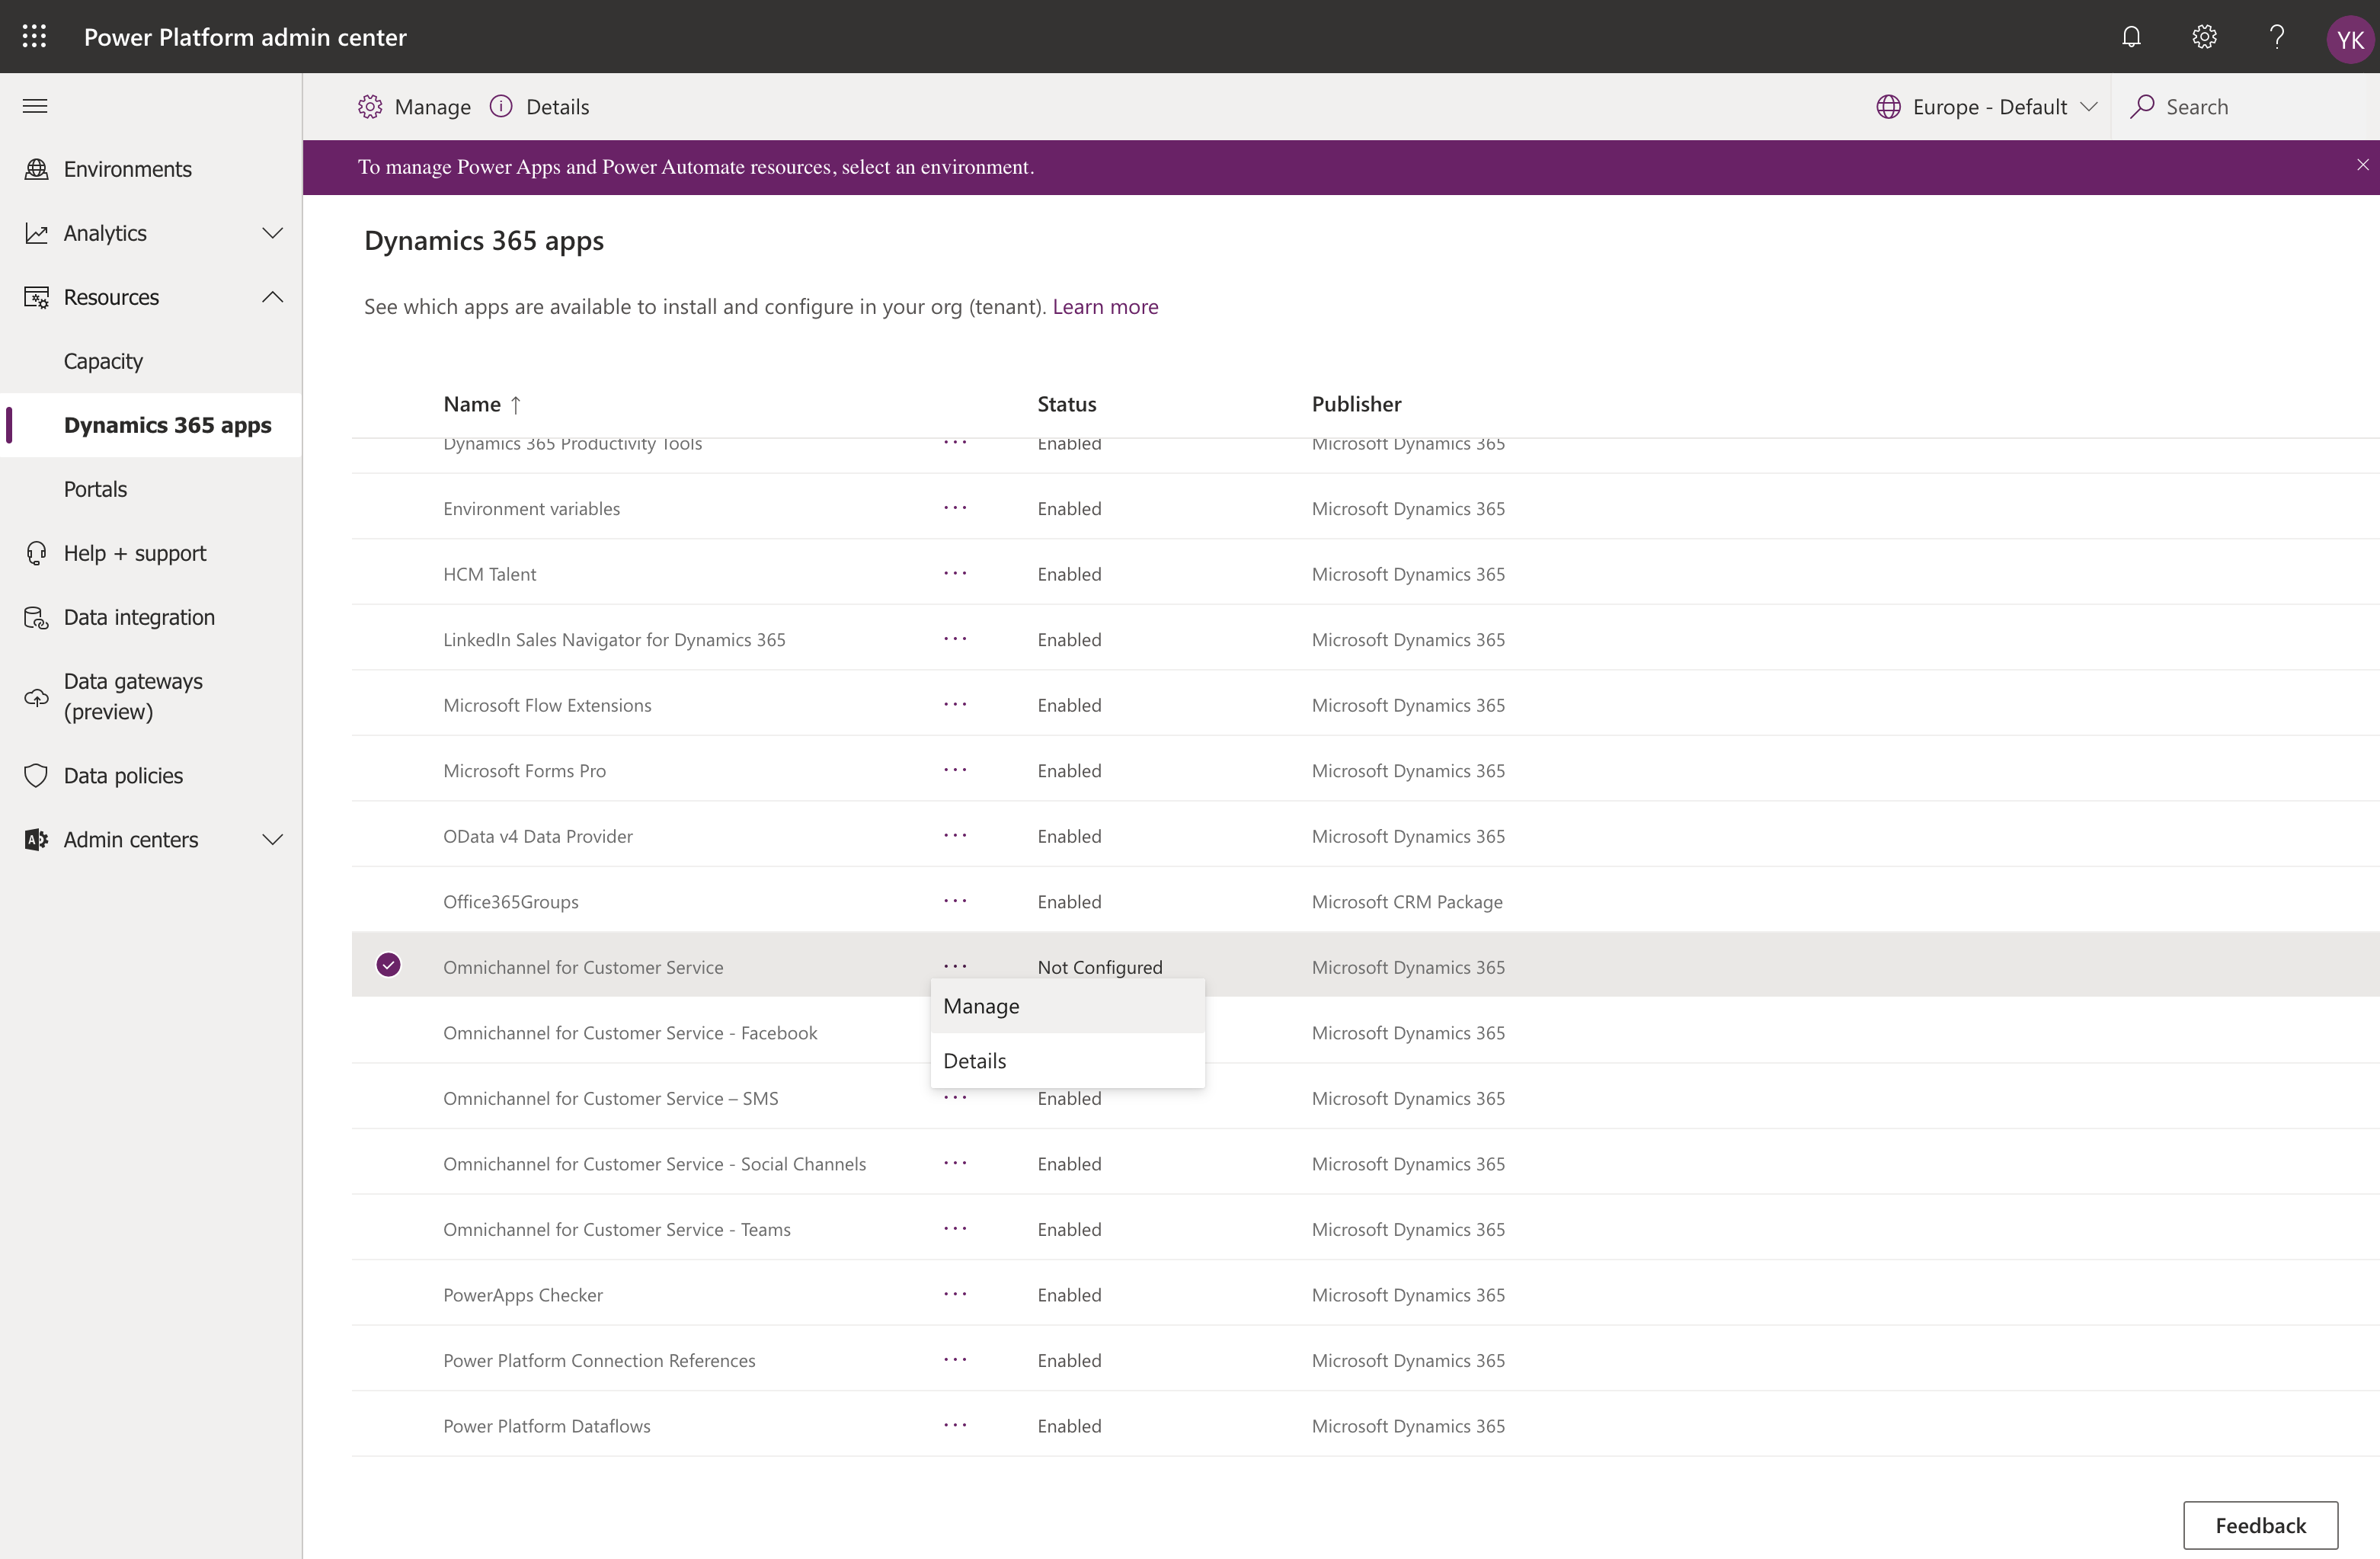 Power Platform admin center
YK
Manage
Details
Europe - Default
Search
To manage Power Apps and Power Automate resources, select an environment.
Environments
Analytics
Resources
Capacity
Dynamics 365 apps
Portals
Help + support
Data integration
Data gateways
(preview)
Data policies
Admin centers
Dynamics 365 apps
See which apps are available to install and configure in your org (tenant). Learn more
Name ↑ Status Publisher
Dynamics 365 Productivity Tools ... Enabled Microsoft Dynamics 365
Environment variables ... Enabled Microsoft Dynamics 365
HCM Talent ... Enabled Microsoft Dynamics 365
LinkedIn Sales Navigator for Dynamics 365 ... Enabled Microsoft Dynamics 365
Microsoft Flow Extensions ... Enabled Microsoft Dynamics 365
Microsoft Forms Pro ... Enabled Microsoft Dynamics 365
OData v4 Data Provider ... Enabled Microsoft Dynamics 365
Office365Groups ... Enabled Microsoft CRM Package
Omnichannel for Customer Service ... Not Configured Microsoft Dynamics 365
Manage
Details
Omnichannel for Customer Service - Facebook Microsoft Dynamics 365
Omnichannel for Customer Service – SMS ... Enabled Microsoft Dynamics 365
Omnichannel for Customer Service - Social Channels ... Enabled Microsoft Dynamics 365
Omnichannel for Customer Service - Teams ... Enabled Microsoft Dynamics 365
PowerApps Checker ... Enabled Microsoft Dynamics 365
Power Platform Connection References ... Enabled Microsoft Dynamics 365
Power Platform Dataflows ... Enabled Microsoft Dynamics 365
Feedback